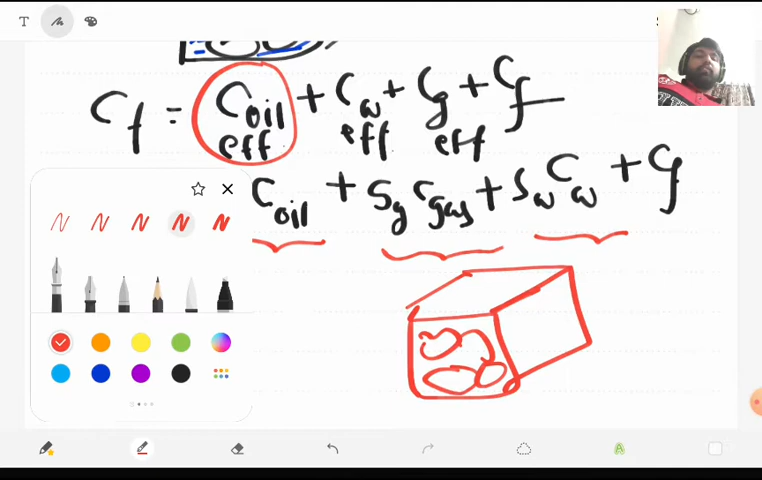 T
Cf = Coil + Cw + Cg + Cf
eff eff eff
Coil + Sg Cgas + Sw Cw + Cf
A